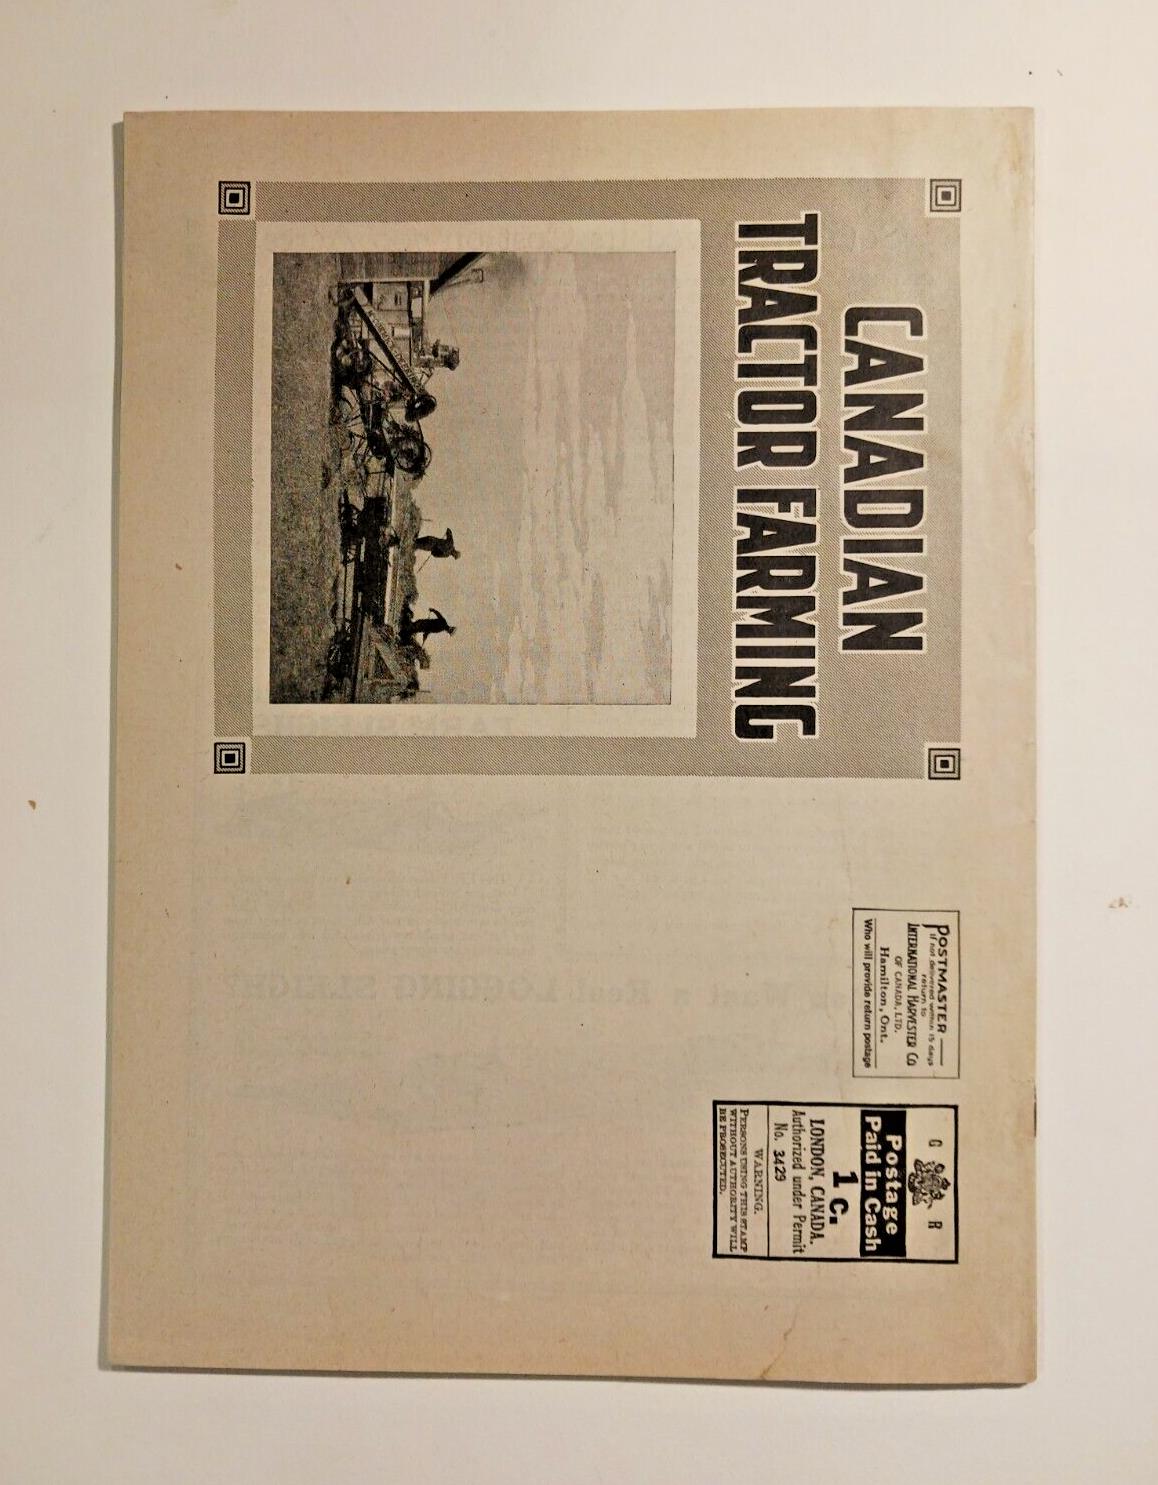 CANADIAN
TRACTOR FARMING
POSTMASTER —
If not delivered within 15 days
return to
INTERNATIONAL HARVESTER CO
OF CANADA, LTD.
Hamilton, Ont.
Who will provide return postage
G R
Postage
Paid in Cash
1 c.
LONDON, CANADA.
Authorized under Permit
No. 3429
WARNING.
PERSONS USING THIS STAMP
WITHOUT AUTHORITY WILL
BE PROSECUTED.